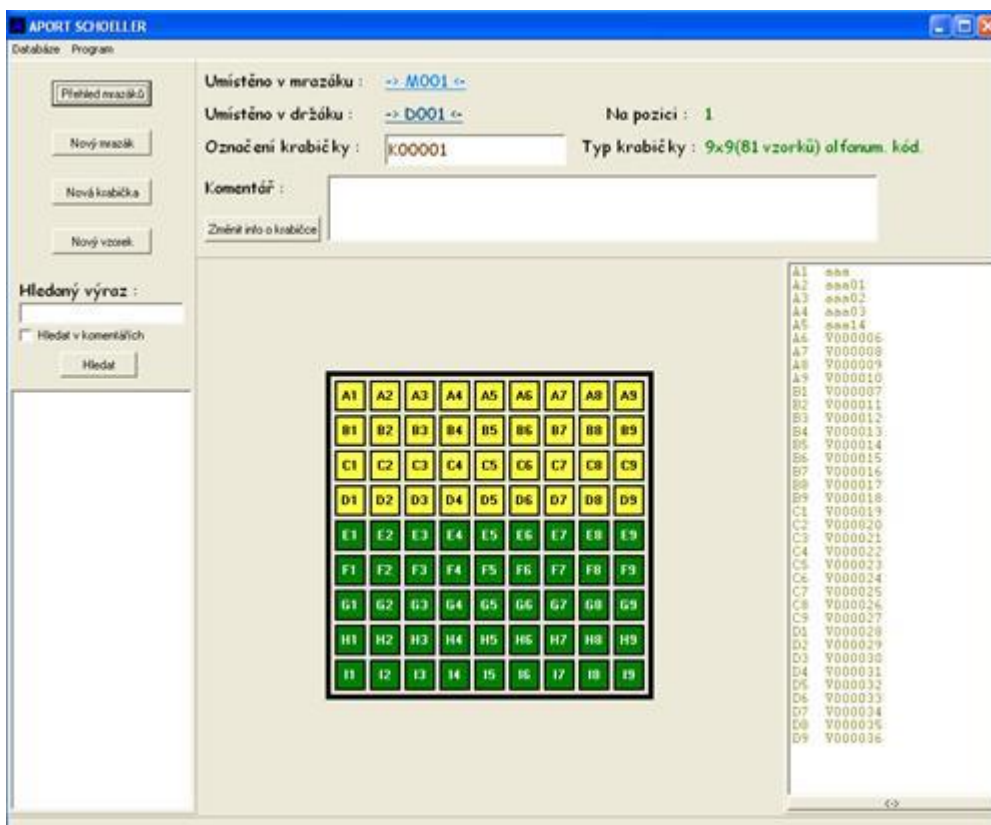 APORT SCHOELLER
Databáze Program
Přehled mrazáků
Nový mrazák
Nová krabička
Nový vzorek
Hledaný výraz :
Hledat v komentářích
Hledat
Umístěno v mrazáku : -> M001 <-
Umístěno v držáku : -> D001 <- Na pozici : 1
Označení krabičky : K00001 Typ krabičky : 9x9(81 vzorků) alfanum. kód.
Komentář :
Změnit info o krabičce
A1 A2 A3 A4 A5 A6 A7 A8 A9
B1 B2 B3 B4 B5 B6 B7 B8 B9
C1 C2 C3 C4 C5 C6 C7 C8 C9
D1 D2 D3 D4 D5 D6 D7 D8 D9
E1 E2 E3 E4 E5 E6 E7 E8 E9
F1 F2 F3 F4 F5 F6 F7 F8 F9
G1 G2 G3 G4 G5 G6 G7 G8 G9
H1 H2 H3 H4 H5 H6 H7 H8 H9
I1 I2 I3 I4 I5 I6 I7 I8 I9
A1 aaa
A2 aaa01
A3 aaa02
A4 aaa03
A5 aaa14
A6 V000006
A7 V000008
A8 V000009
A9 V000010
B1 V000007
B2 V000011
B3 V000012
B4 V000013
B5 V000014
B6 V000015
B7 V000016
B8 V000017
B9 V000018
C1 V000019
C2 V000020
C3 V000021
C4 V000022
C5 V000023
C6 V000024
C7 V000025
C8 V000026
C9 V000027
D1 V000028
D2 V000029
D3 V000030
D4 V000031
D5 V000032
D6 V000033
D7 V000034
D8 V000035
D9 V000036
<->